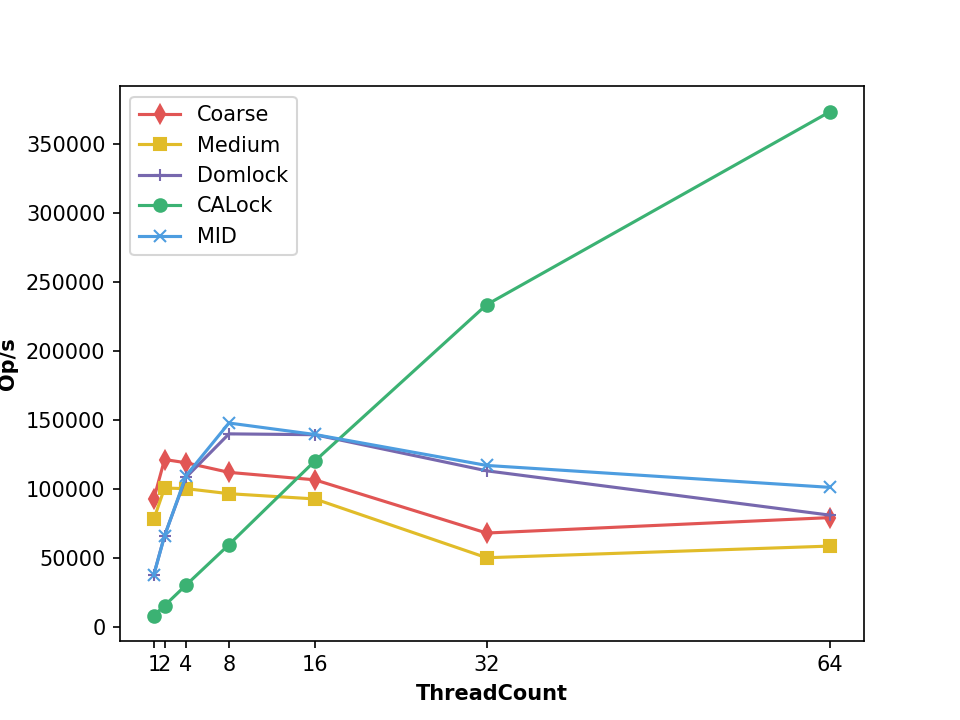 Coarse
Medium
Domlock
CALock
MID
350000
300000
250000
200000
150000
100000
50000
0
Op/s
1 2 4 8 16 32 64
ThreadCount